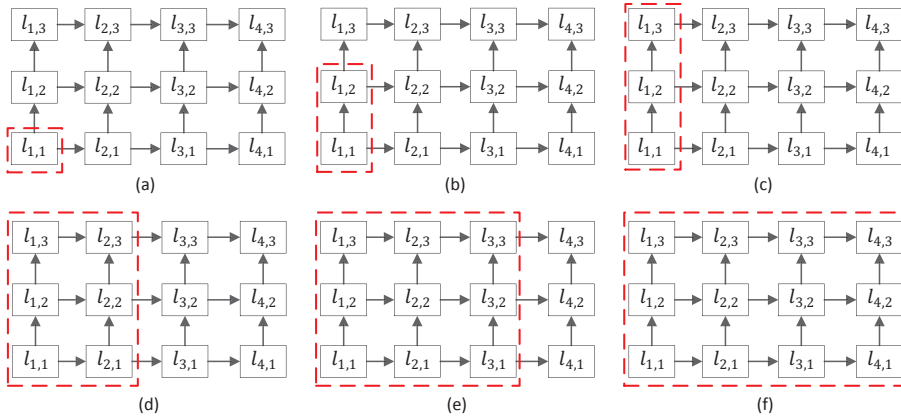 l1,3 l2,3 l3,3 l4,3
l1,2 l2,2 l3,2 l4,2
l1,1 l2,1 l3,1 l4,1
(a)
l1,3 l2,3 l3,3 l4,3
l1,2 l2,2 l3,2 l4,2
l1,1 l2,1 l3,1 l4,1
(b)
l1,3 l2,3 l3,3 l4,3
l1,2 l2,2 l3,2 l4,2
l1,1 l2,1 l3,1 l4,1
(c)
l1,3 l2,3 l3,3 l4,3
l1,2 l2,2 l3,2 l4,2
l1,1 l2,1 l3,1 l4,1
(d)
l1,3 l2,3 l3,3 l4,3
l1,2 l2,2 l3,2 l4,2
l1,1 l2,1 l3,1 l4,1
(e)
l1,3 l2,3 l3,3 l4,3
l1,2 l2,2 l3,2 l4,2
l1,1 l2,1 l3,1 l4,1
(f)